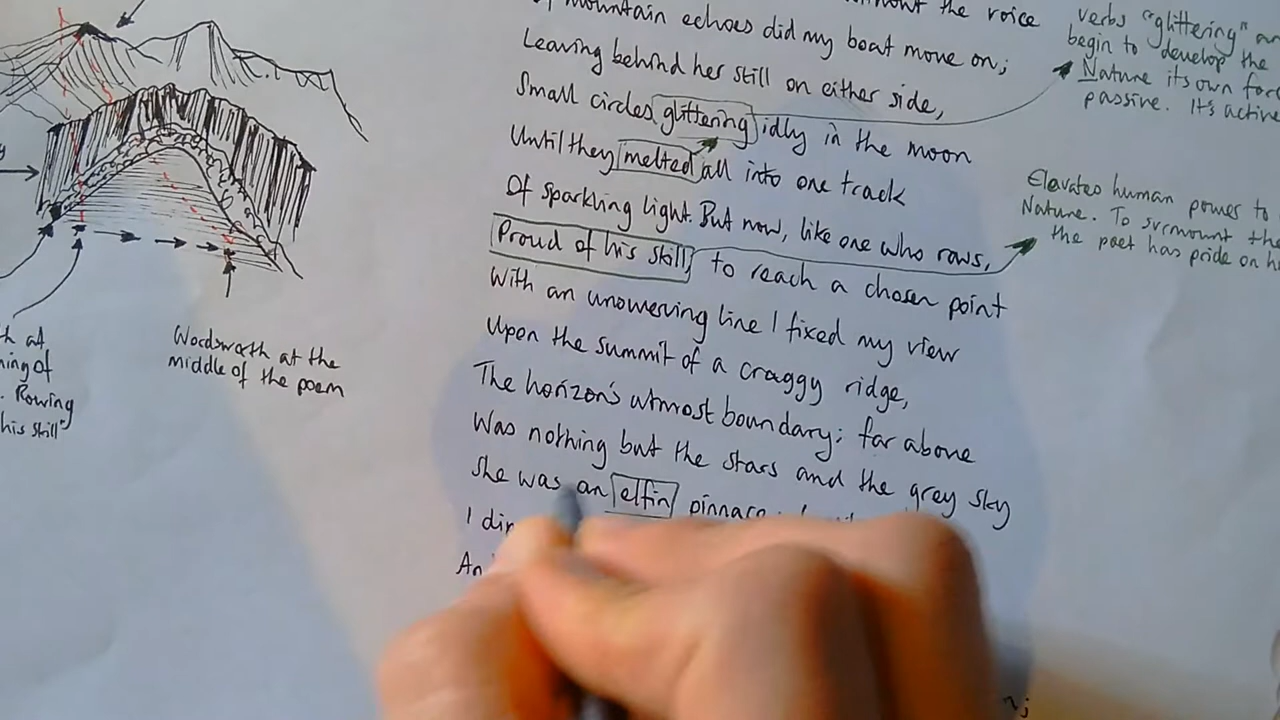 the voice
mountain echoes did my boat move on;
Leaving behind her still on either side,
Small circles glittering idly in the moon
Until they melted all into one track
Of sparkling light. But now, like one who rows,
Proud of his skill, to reach a chosen point
With an unswerving line I fixed my view
Upon the summit of a craggy ridge,
The horizon's utmost boundary; far above
Was nothing but the stars and the grey sky
She was an elfin pinnace
I
verbs "glittering"
begin to develop the
Nature its own
passive. It's active
Elevates human power to
Nature. To surmount
the poet has pride on
Wordsworth at the
middle of the poem
at
of
Rowing
his skill"